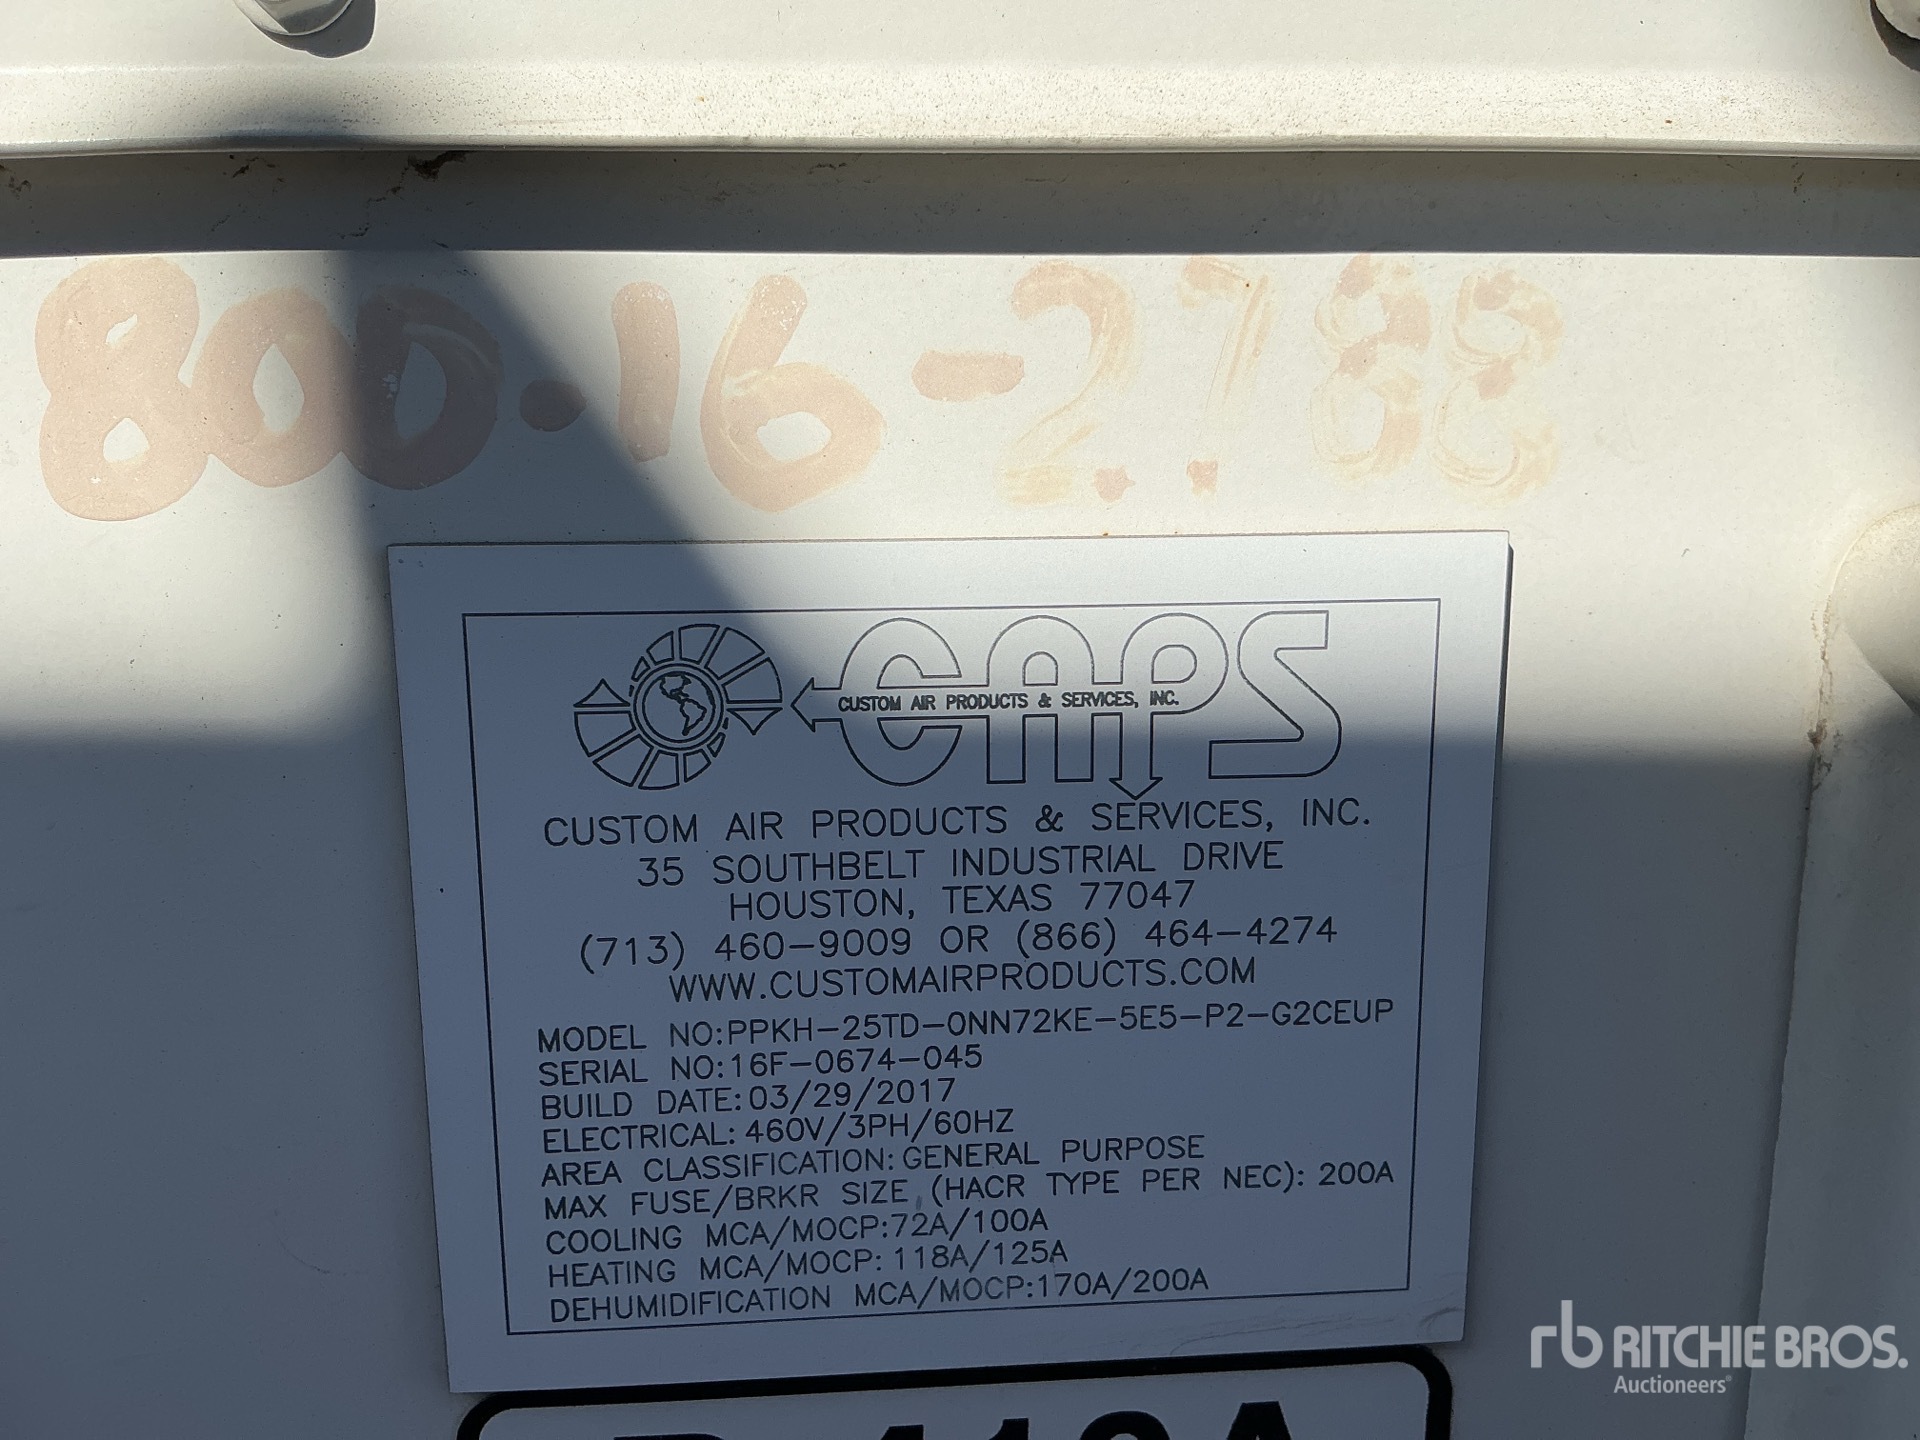 800-16-2788
CAPS
CUSTOM AIR PRODUCTS & SERVICES, INC.
CUSTOM AIR PRODUCTS & SERVICES, INC.
35 SOUTHBELT INDUSTRIAL DRIVE
HOUSTON, TEXAS 77047
(713) 460-9009 OR (866) 464-4274
WWW.CUSTOMAIRPRODUCTS.COM
MODEL NO:PPKH-25TD-0NN72KE-5E5-P2-G2CEUP
SERIAL NO:16F-0674-045
BUILD DATE:03/29/2017
ELECTRICAL:460V/3PH/60HZ
AREA CLASSIFICATION:GENERAL PURPOSE
MAX FUSE/BRKR SIZE (HACR TYPE PER NEC): 200A
COOLING MCA/MOCP:72A/100A
HEATING MCA/MOCP: 118A/125A
DEHUMIDIFICATION MCA/MOCP:170A/200A
rb RITCHIE BROS.
Auctioneers®